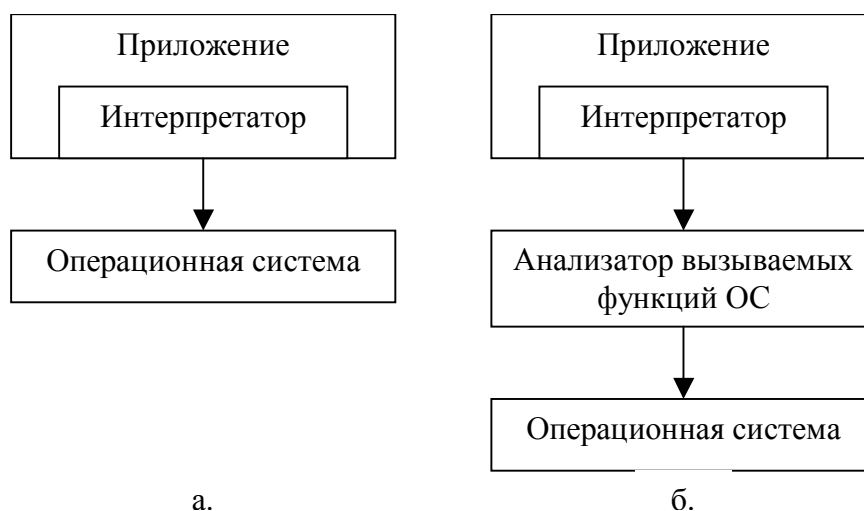 Приложение
Интерпретатор
Операционная система
а.
Приложение
Интерпретатор
Анализатор вызываемых
функций ОС
Операционная система
б.